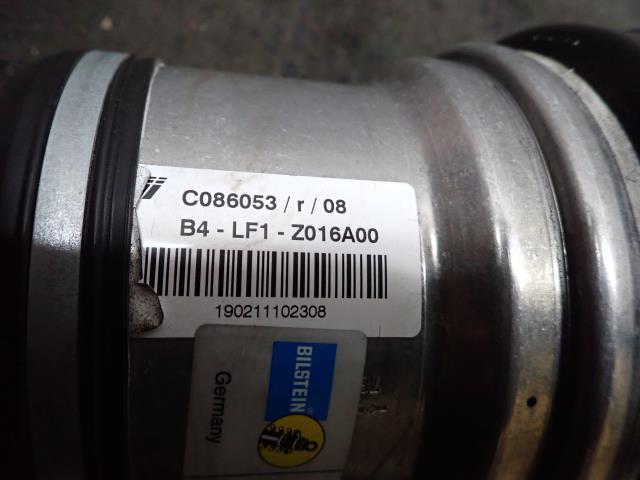 C086053 / r / 08
B4 - LF1 - Z016A00
190211102308
BILSTEIN
Germany